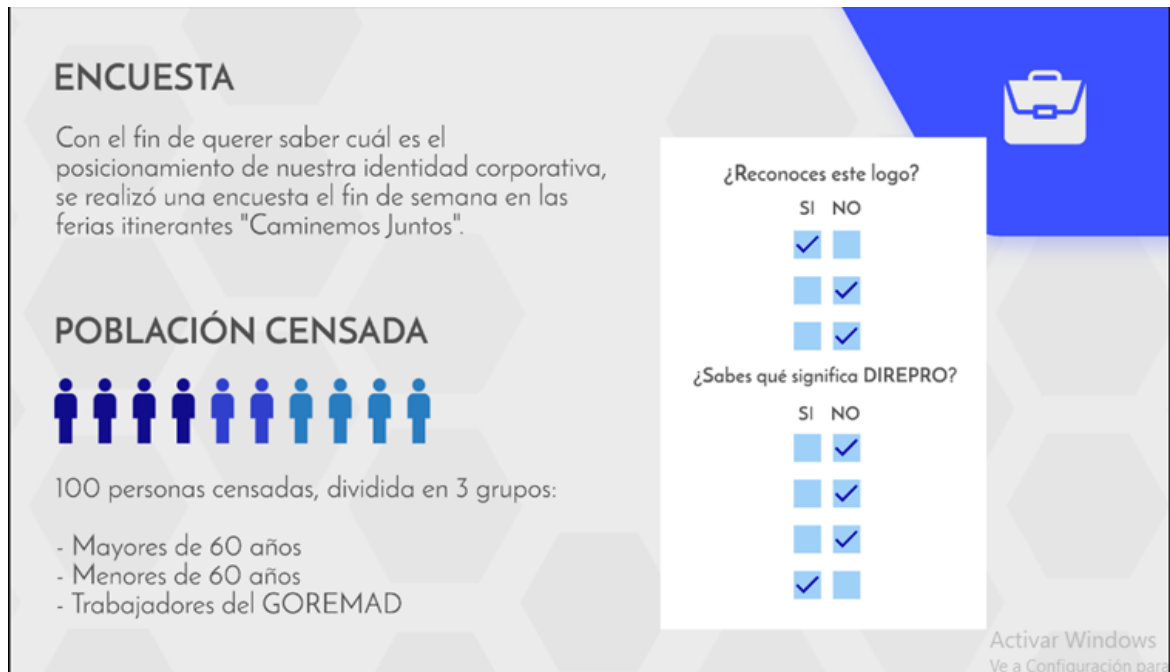 ENCUESTA
Con el fin de querer saber cuál es el
posicionamiento de nuestra identidad corporativa,
se realizó una encuesta el fin de semana en las
ferias itinerantes "Caminemos Juntos".
POBLACIÓN CENSADA
100 personas censadas, dividida en 3 grupos:
- Mayores de 60 años
- Menores de 60 años
- Trabajadores del GOREMAD
¿Reconoces este logo?
SI NO
¿Sabes qué significa DIREPRO?
SI NO
Activar Windows
Ve a Configuración para